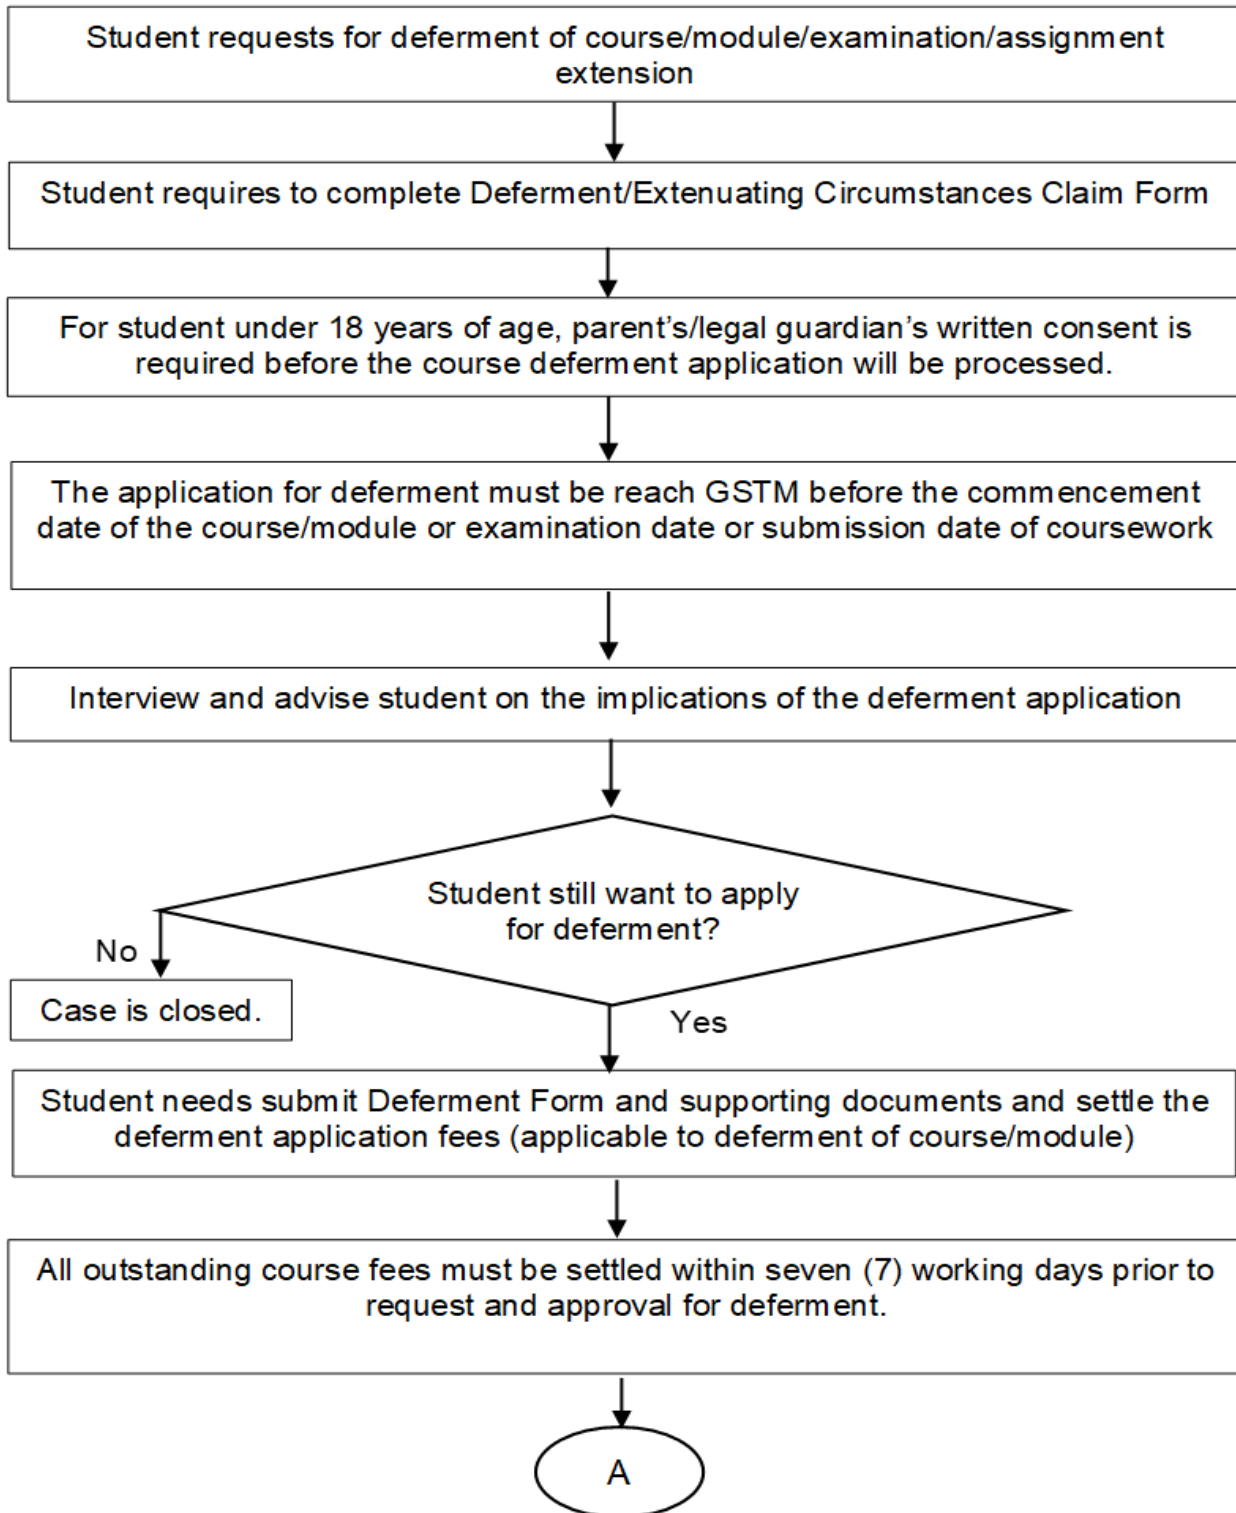 Student requests for deferment of course/module/examination/assignment
extension
Student requires to complete Deferment/Extenuating Circumstances Claim Form
For student under 18 years of age, parent's/legal guardian's written consent is
required before the course deferment application will be processed.
The application for deferment must be reach GSTM before the commencement
date of the course/module or examination date or submission date of coursework
Interview and advise student on the implications of the deferment application
Student still want to apply
for deferment?
No
Case is closed.
Yes
Student needs submit Deferment Form and supporting documents and settle the
deferment application fees (applicable to deferment of course/module)
All outstanding course fees must be settled within seven (7) working days prior to
request and approval for deferment.
A